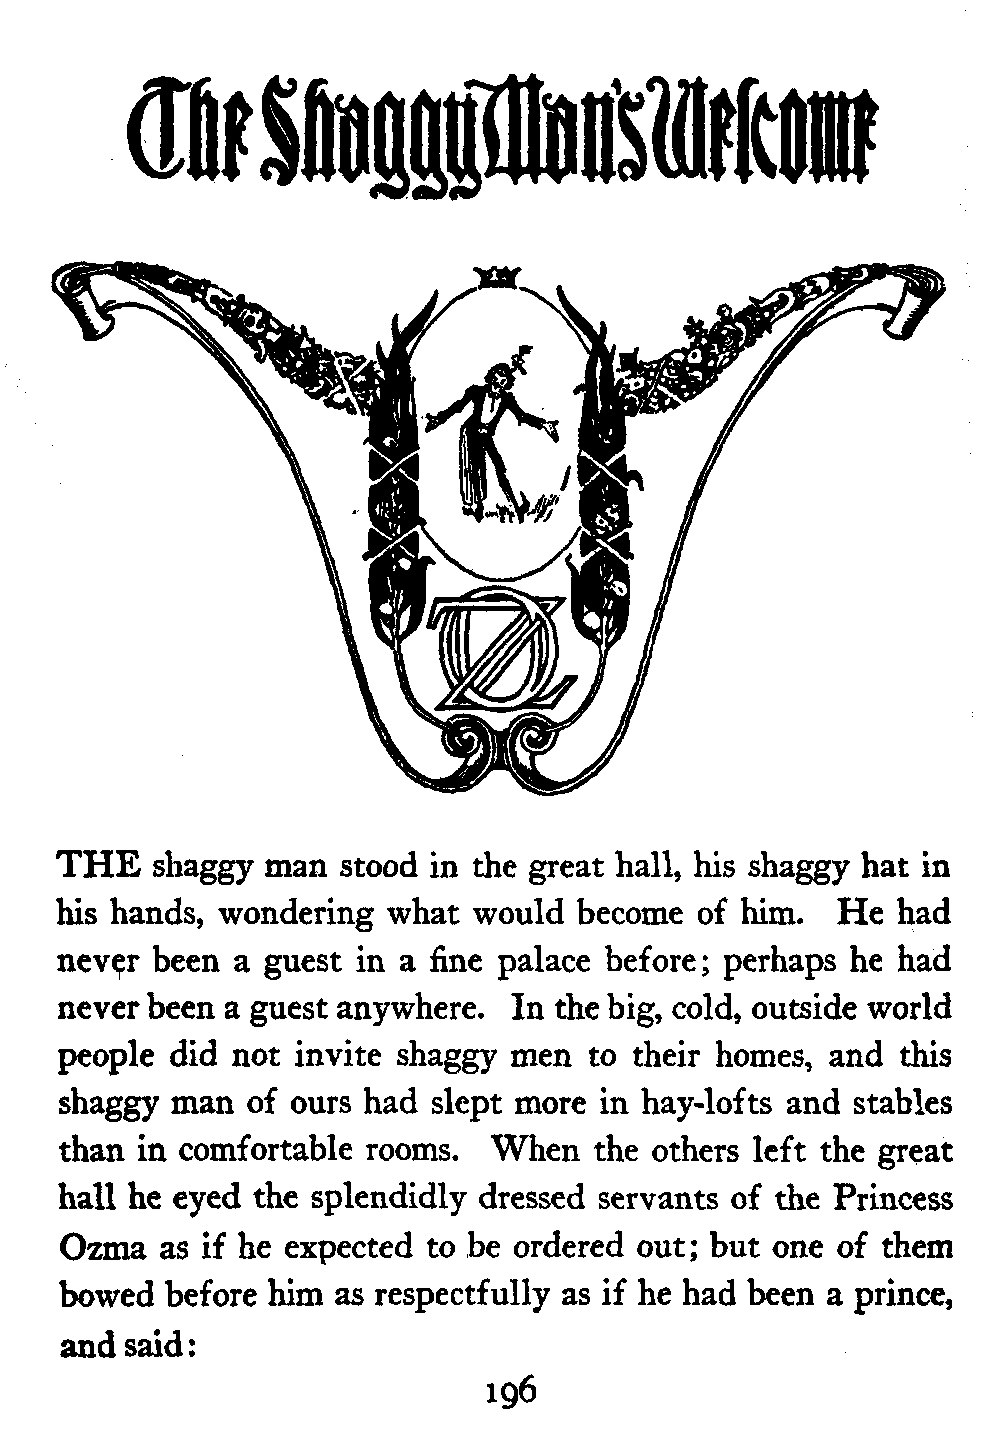 The Shaggy Man's Welcome
OZ
THE shaggy man stood in the great hall, his shaggy hat in
his hands, wondering what would become of him. He had
never been a guest in a fine palace before; perhaps he had
never been a guest anywhere. In the big, cold, outside world
people did not invite shaggy men to their homes, and this
shaggy man of ours had slept more in hay-lofts and stables
than in comfortable rooms. When the others left the great
hall he eyed the splendidly dressed servants of the Princess
Ozma as if he expected to be ordered out; but one of them
bowed before him as respectfully as if he had been a prince,
and said:
196